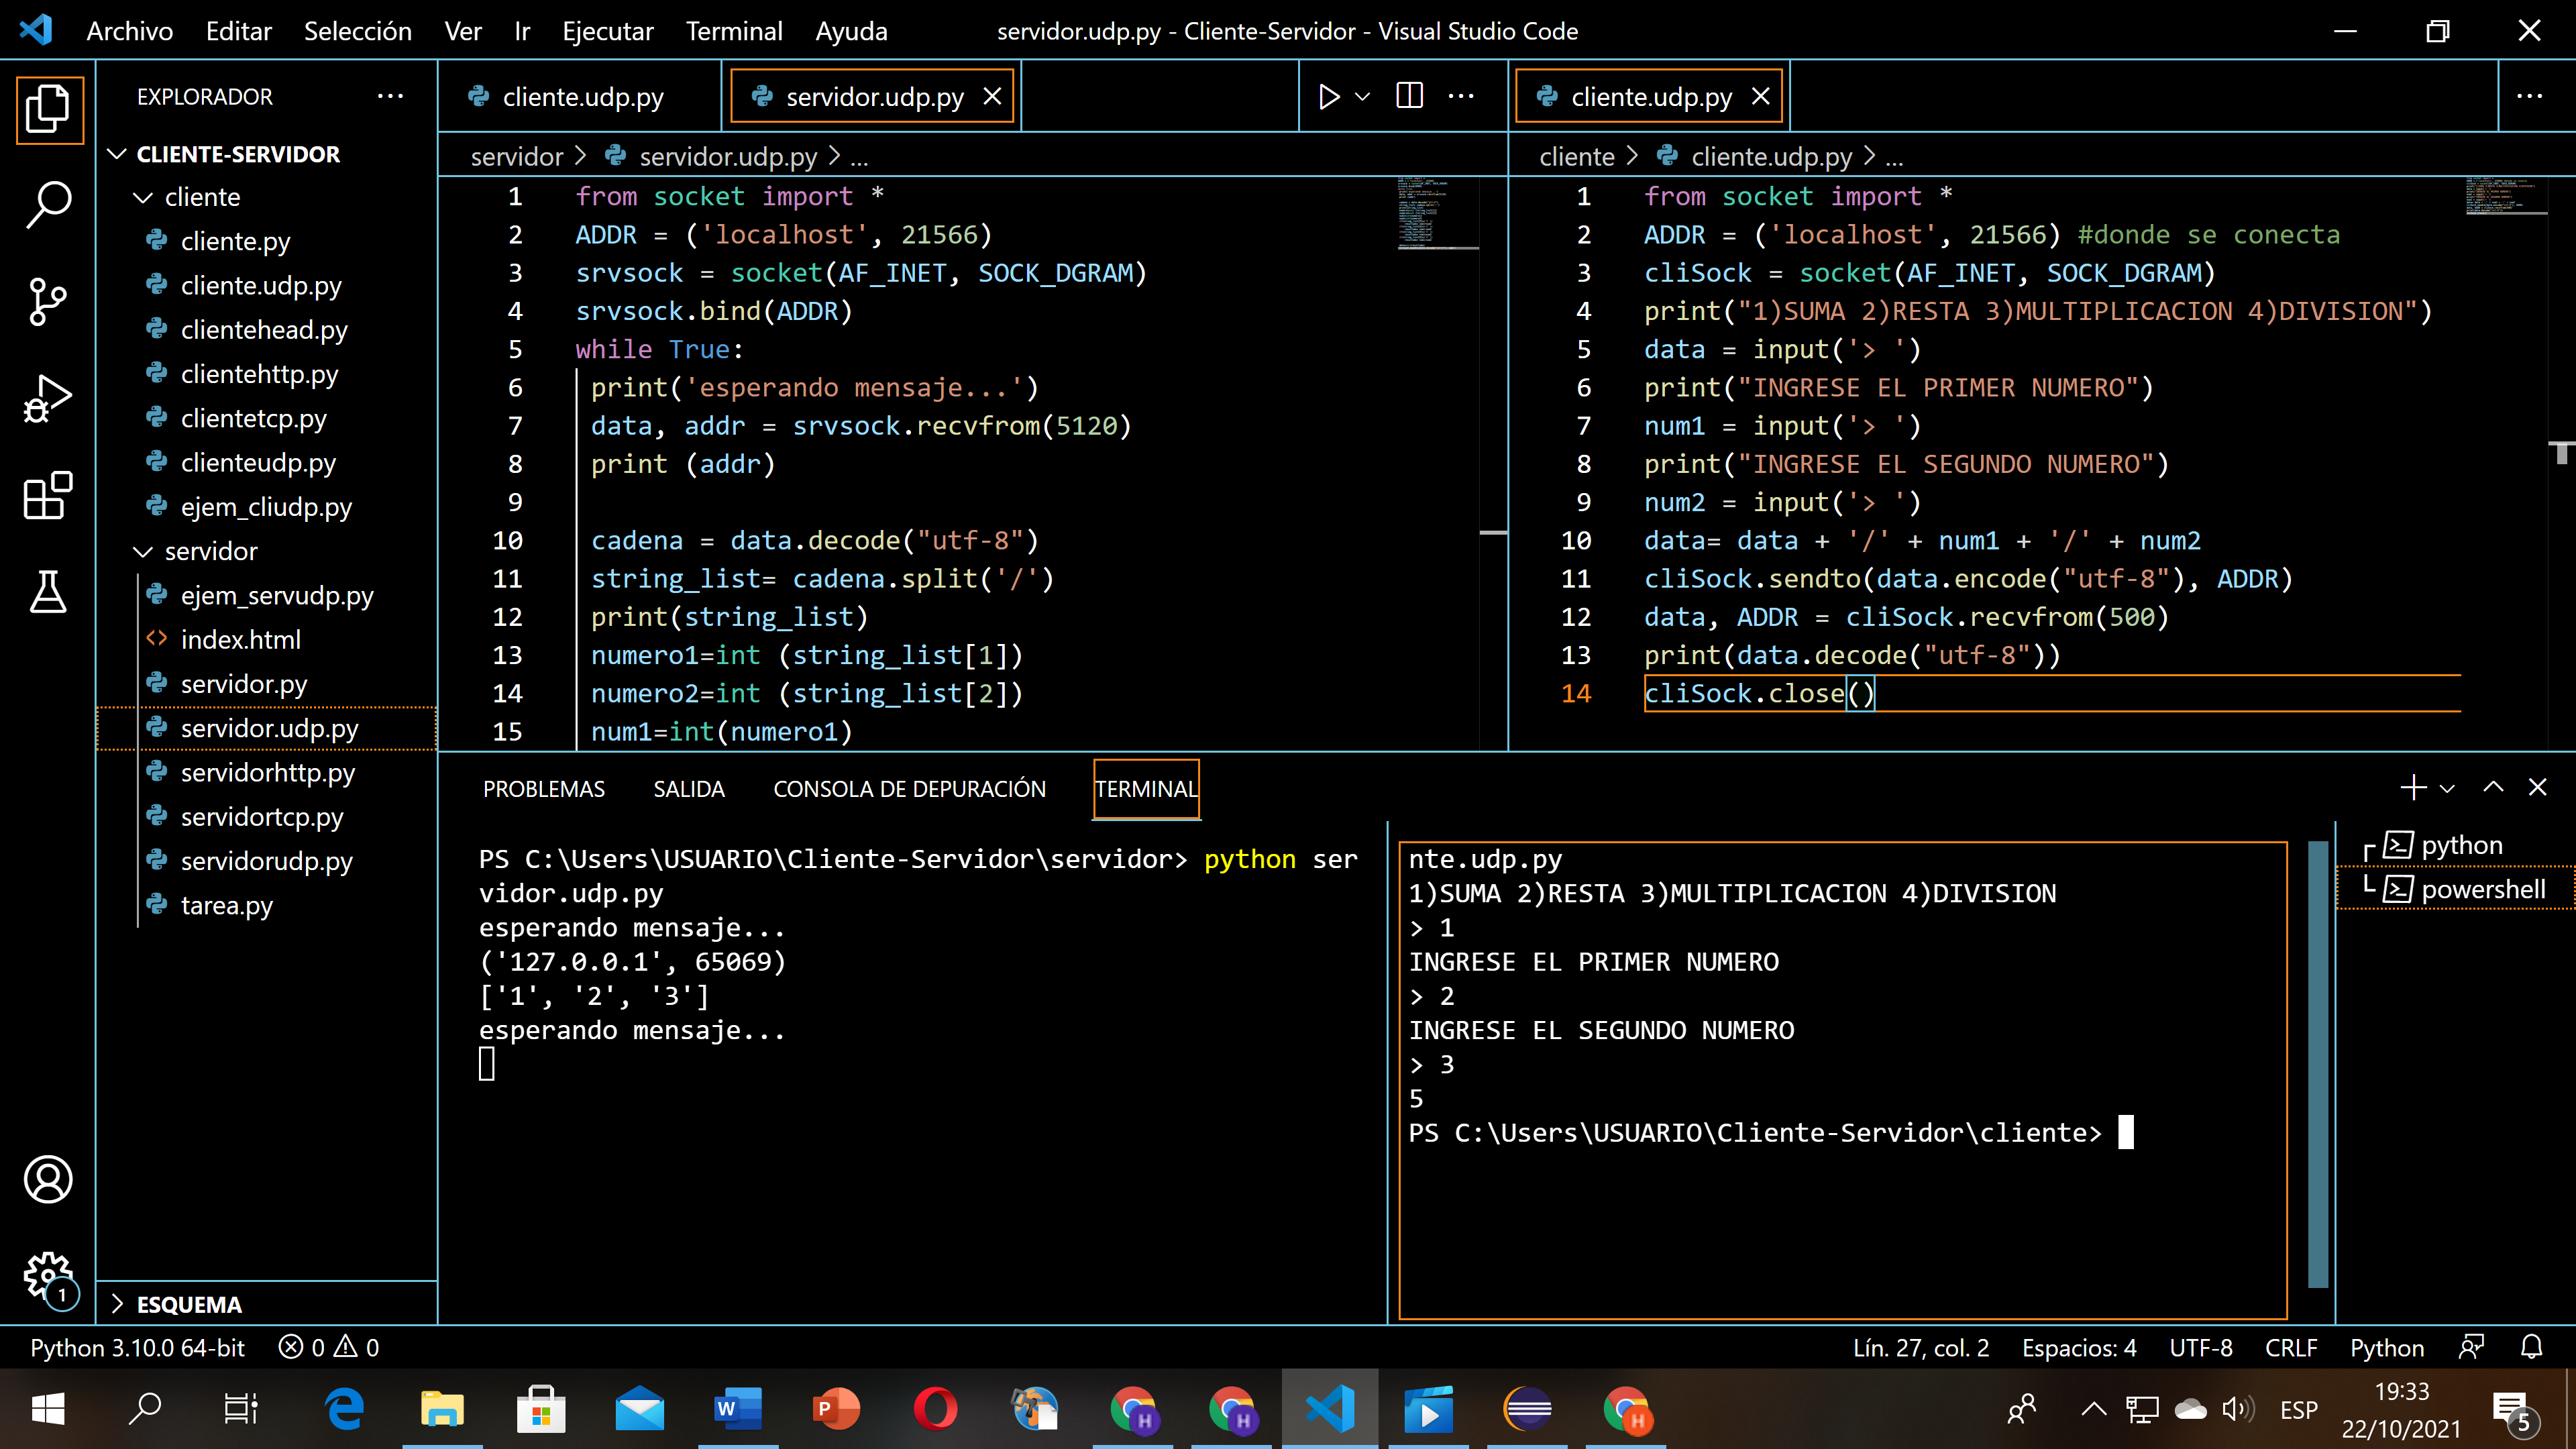 Archivo Editar Selección Ver Ir Ejecutar Terminal Ayuda
servidor.udp.py - Cliente-Servidor - Visual Studio Code
EXPLORADOR
CLIENTE-SERVIDOR
cliente
cliente.py
cliente.udp.py
clientehead.py
clientehttp.py
clientetcp.py
clienteudp.py
ejem_cliudp.py
servidor
ejem_servudp.py
index.html
servidor.py
servidor.udp.py
servidorhttp.py
servidortcp.py
servidorudp.py
tarea.py
ESQUEMA
cliente.udp.py
servidor.udp.py
servidor > servidor.udp.py > ...
1 from socket import *
2 ADDR = ('localhost', 21566)
3 srvsock = socket(AF_INET, SOCK_DGRAM)
4 srvsock.bind(ADDR)
5 while True:
6 print('esperando mensaje...')
7 data, addr = srvsock.recvfrom(5120)
8 print (addr)
9
10 cadena = data.decode("utf-8")
11 string_list= cadena.split('/')
12 print(string_list)
13 numero1=int (string_list[1])
14 numero2=int (string_list[2])
15 num1=int(numero1)
cliente.udp.py
cliente > cliente.udp.py > ...
1 from socket import *
2 ADDR = ('localhost', 21566) #donde se conecta
3 cliSock = socket(AF_INET, SOCK_DGRAM)
4 print("1)SUMA 2)RESTA 3)MULTIPLICACION 4)DIVISION")
5 data = input('> ')
6 print("INGRESE EL PRIMER NUMERO")
7 num1 = input('> ')
8 print("INGRESE EL SEGUNDO NUMERO")
9 num2 = input('> ')
10 data= data + '/' + num1 + '/' + num2
11 cliSock.sendto(data.encode("utf-8"), ADDR)
12 data, ADDR = cliSock.recvfrom(500)
13 print(data.decode("utf-8"))
14 cliSock.close()
PROBLEMAS SALIDA CONSOLA DE DEPURACIÓN TERMINAL
PS C:\Users\USUARIO\Cliente-Servidor\servidor> python ser
vidor.udp.py
esperando mensaje...
('127.0.0.1', 65069)
['1', '2', '3']
esperando mensaje...
nte.udp.py
1)SUMA 2)RESTA 3)MULTIPLICACION 4)DIVISION
> 1
INGRESE EL PRIMER NUMERO
> 2
INGRESE EL SEGUNDO NUMERO
> 3
5
PS C:\Users\USUARIO\Cliente-Servidor\cliente>
python
powershell
1
Python 3.10.0 64-bit 0 0
Lín. 27, col. 2 Espacios: 4 UTF-8 CRLF Python
W P H H H
ESP
19:33
22/10/2021
5